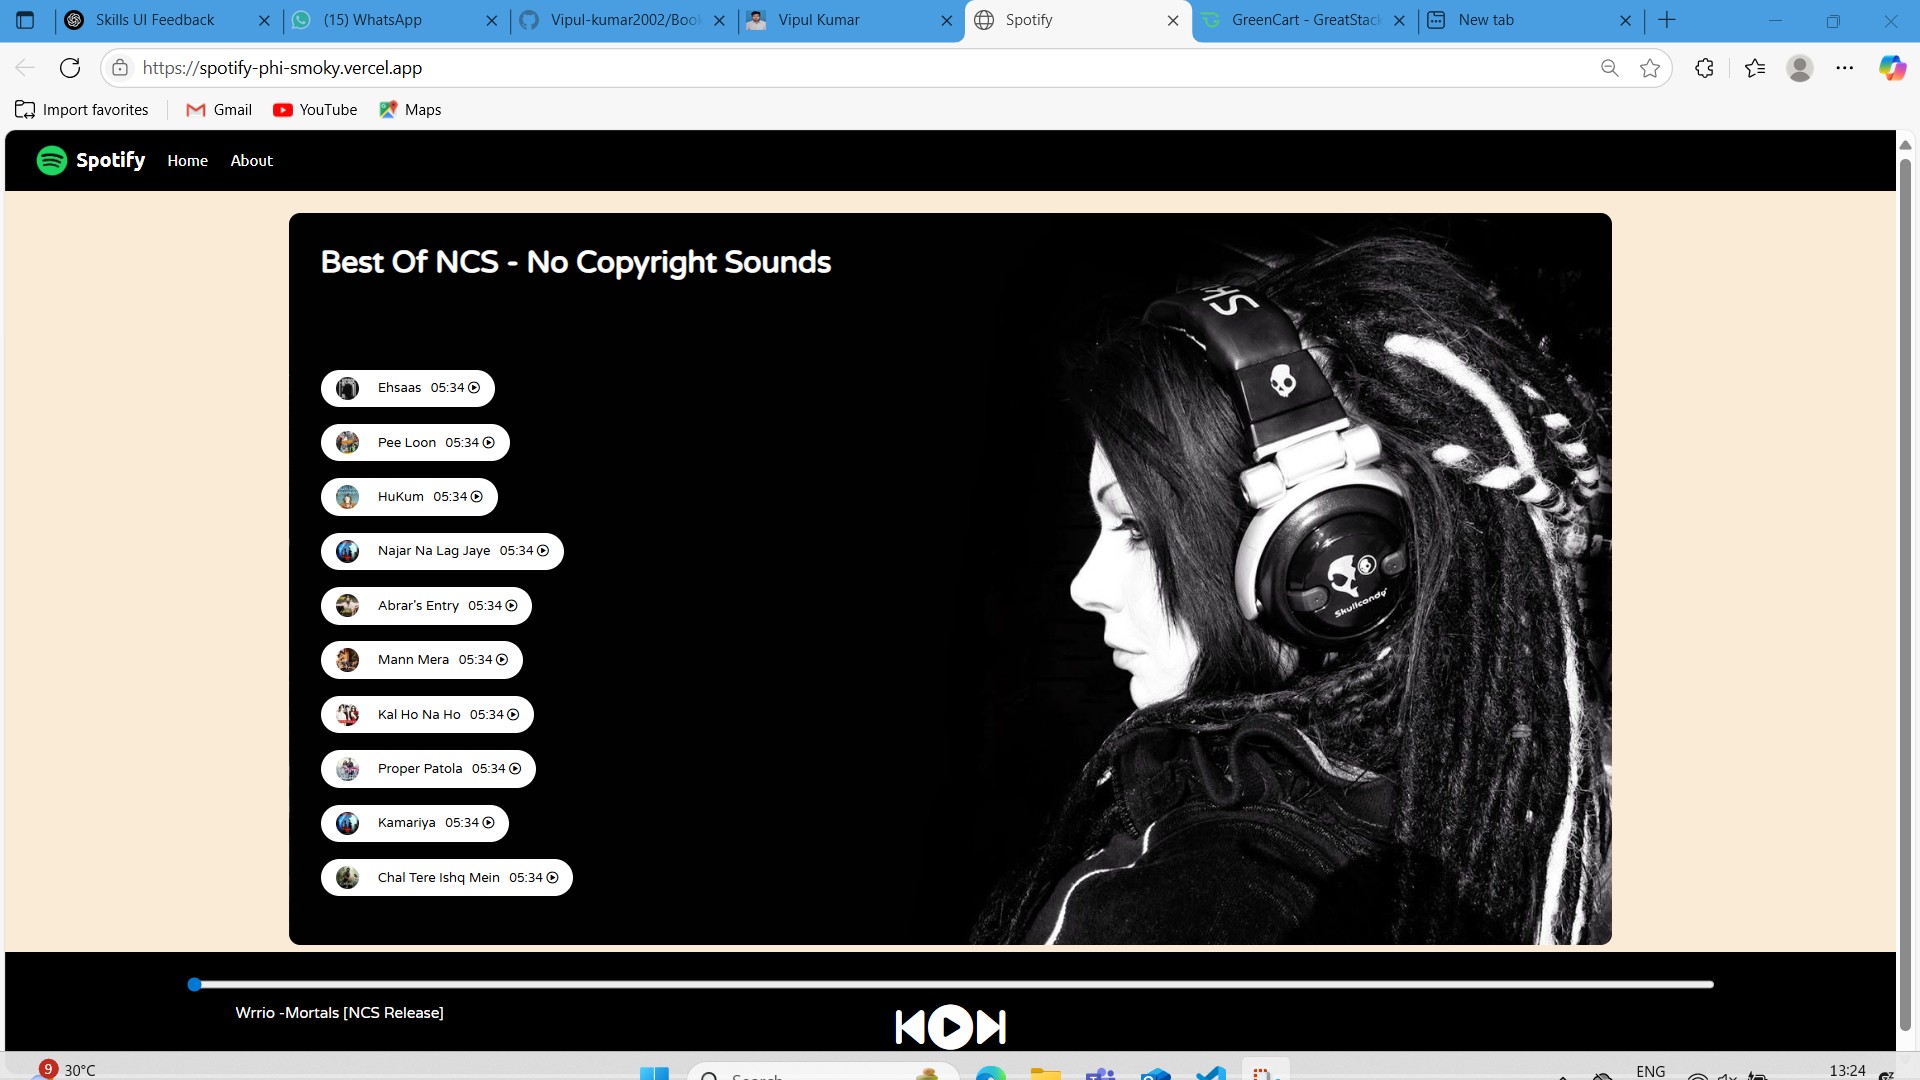 Skills UI Feedback
(15) WhatsApp
Vipul-kumar2002/Book
Vipul Kumar
Spotify
GreenCart - GreatStack
New tab
https://spotify-phi-smoky.vercel.app
Import favorites
Gmail
YouTube
Maps
Spotify
Home
About
Best Of NCS - No Copyright Sounds
Ehsaas 05:34
Pee Loon 05:34
HuKum 05:34
Najar Na Lag Jaye 05:34
Abrar's Entry 05:34
Mann Mera 05:34
Kal Ho Na Ho 05:34
Proper Patola 05:34
Kamariya 05:34
Chal Tere Ishq Mein 05:34
SK
Skullcandy
Wrrio -Mortals [NCS Release]
9
30°C
Search
ENG
13:24